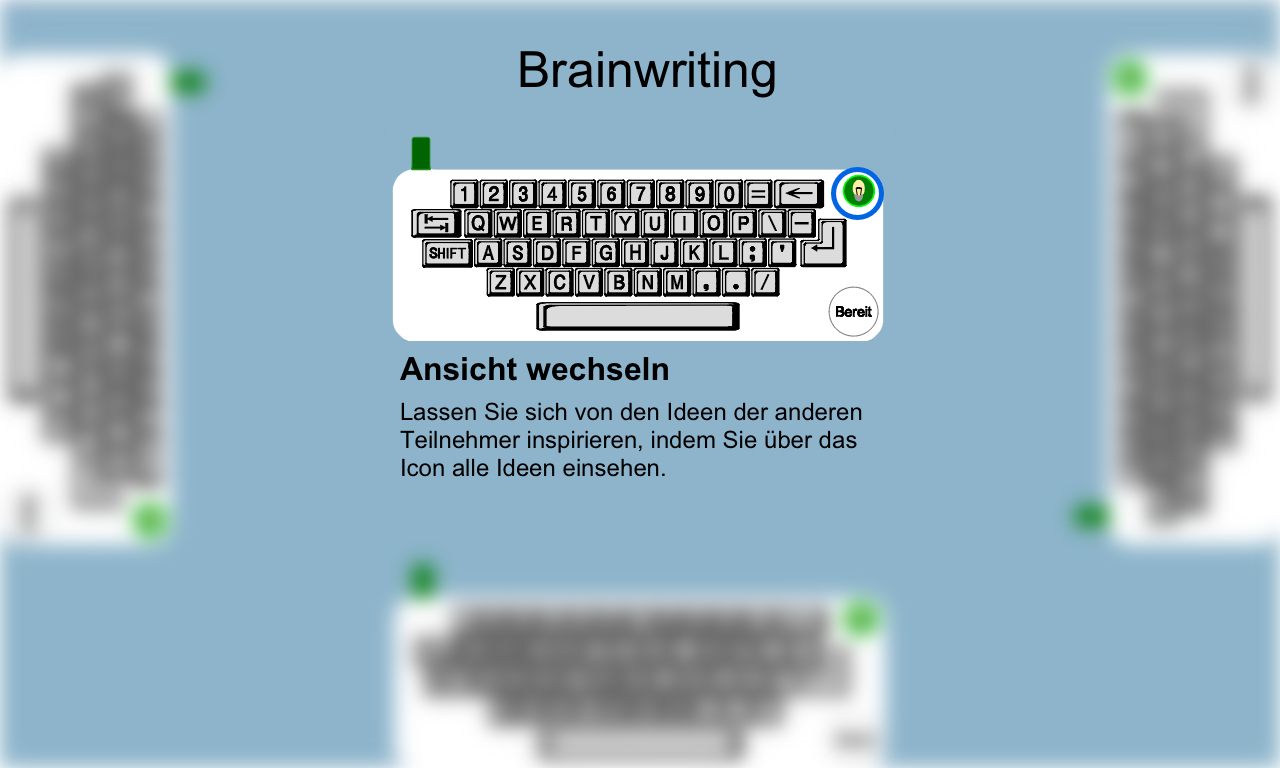 Brainwriting
1 2 3 4 5 6 7 8 9 0 =
Q W E R T Y U I O P \ -
SHIFT A S D F G H J K L ; '
Z X C V B N M , . /
Bereit
Ansicht wechseln
Lassen Sie sich von den Ideen der anderen
Teilnehmer inspirieren, indem Sie über das
Icon alle Ideen einsehen.